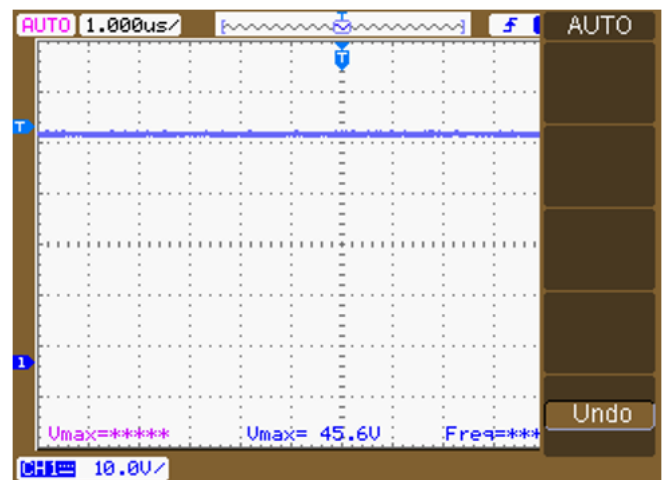 AUTO 1.000us/ T f AUTO
T
T
1
Vmax=***** Vmax= 45.6V Freq=***
Undo
CH1 10.0V/